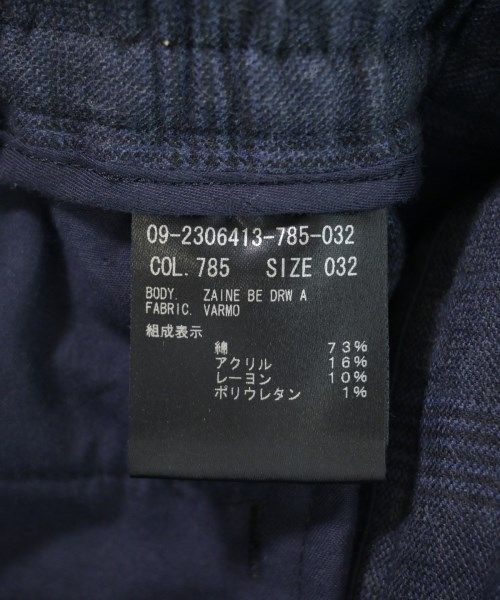 09-2306413-785-032
COL. 785 SIZE 032
BODY. ZAINE BE DRW A
FABRIC. VARMO
組成表示
綿 73%
アクリル 16%
レーヨン 10%
ポリウレタン 1%